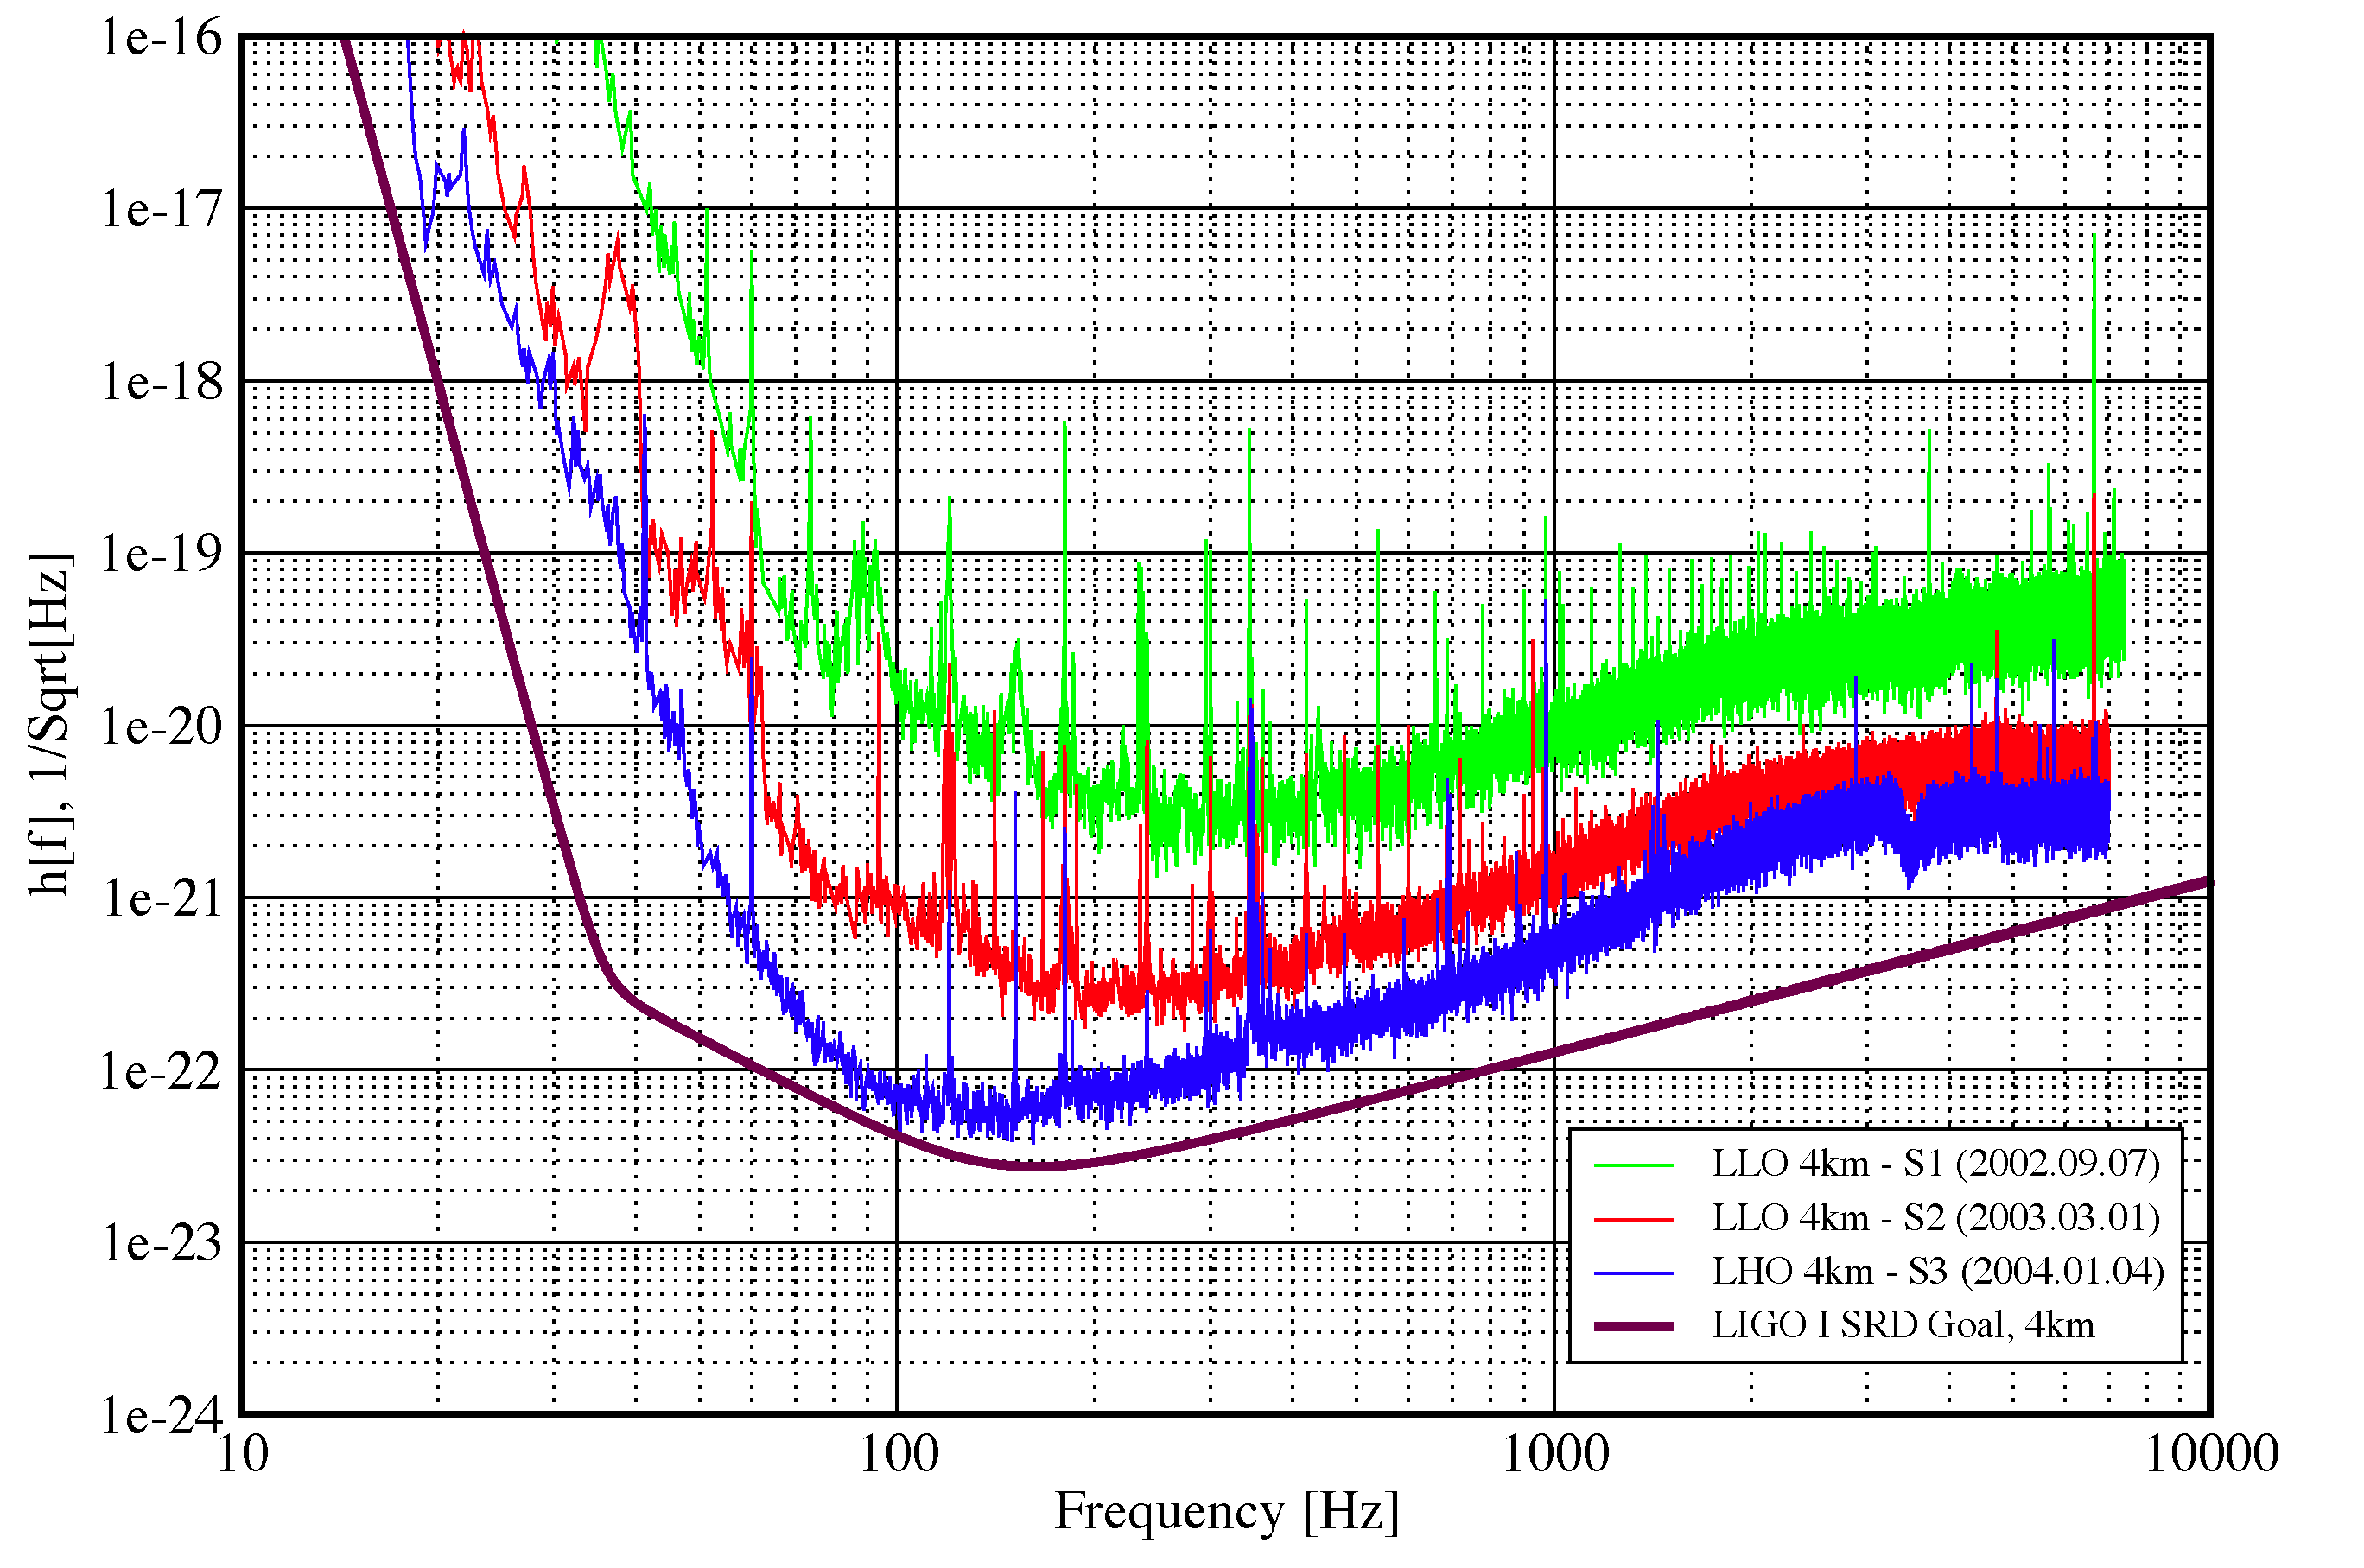 1e-16
1e-17
1e-18
1e-19
1e-20
1e-21
1e-22
1e-23
1e-24
h[f], 1/Sqrt[Hz]
LLO 4km - S1 (2002.09.07)
LLO 4km - S2 (2003.03.01)
LHO 4km - S3 (2004.01.04)
LIGO I SRD Goal, 4km
10 100 1000 10000
Frequency [Hz]